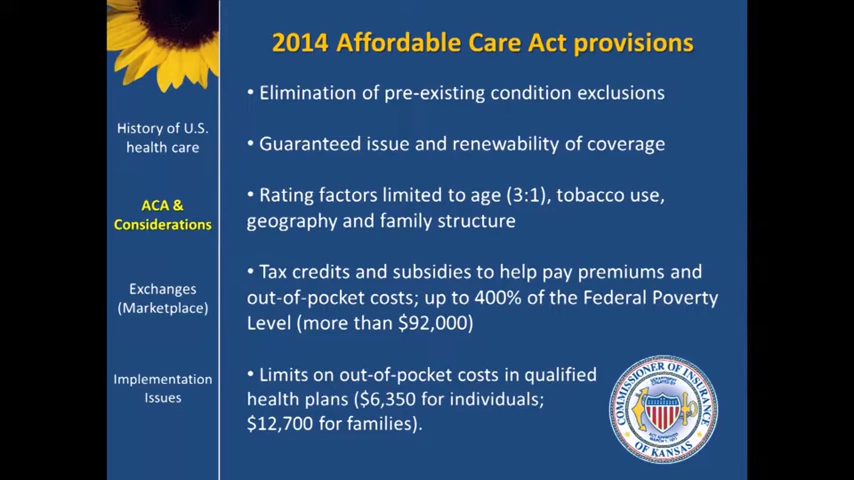 2014 Affordable Care Act provisions
• Elimination of pre-existing condition exclusions
• Guaranteed issue and renewability of coverage
• Rating factors limited to age (3:1), tobacco use,
geography and family structure
• Tax credits and subsidies to help pay premiums and
out-of-pocket costs; up to 400% of the Federal Poverty
Level (more than $92,000)
• Limits on out-of-pocket costs in qualified
health plans ($6,350 for individuals;
$12,700 for families).
History of U.S.
health care
ACA &
Considerations
Exchanges
(Marketplace)
Implementation
Issues
COMMISSIONER OF INSURANCE
OF KANSAS